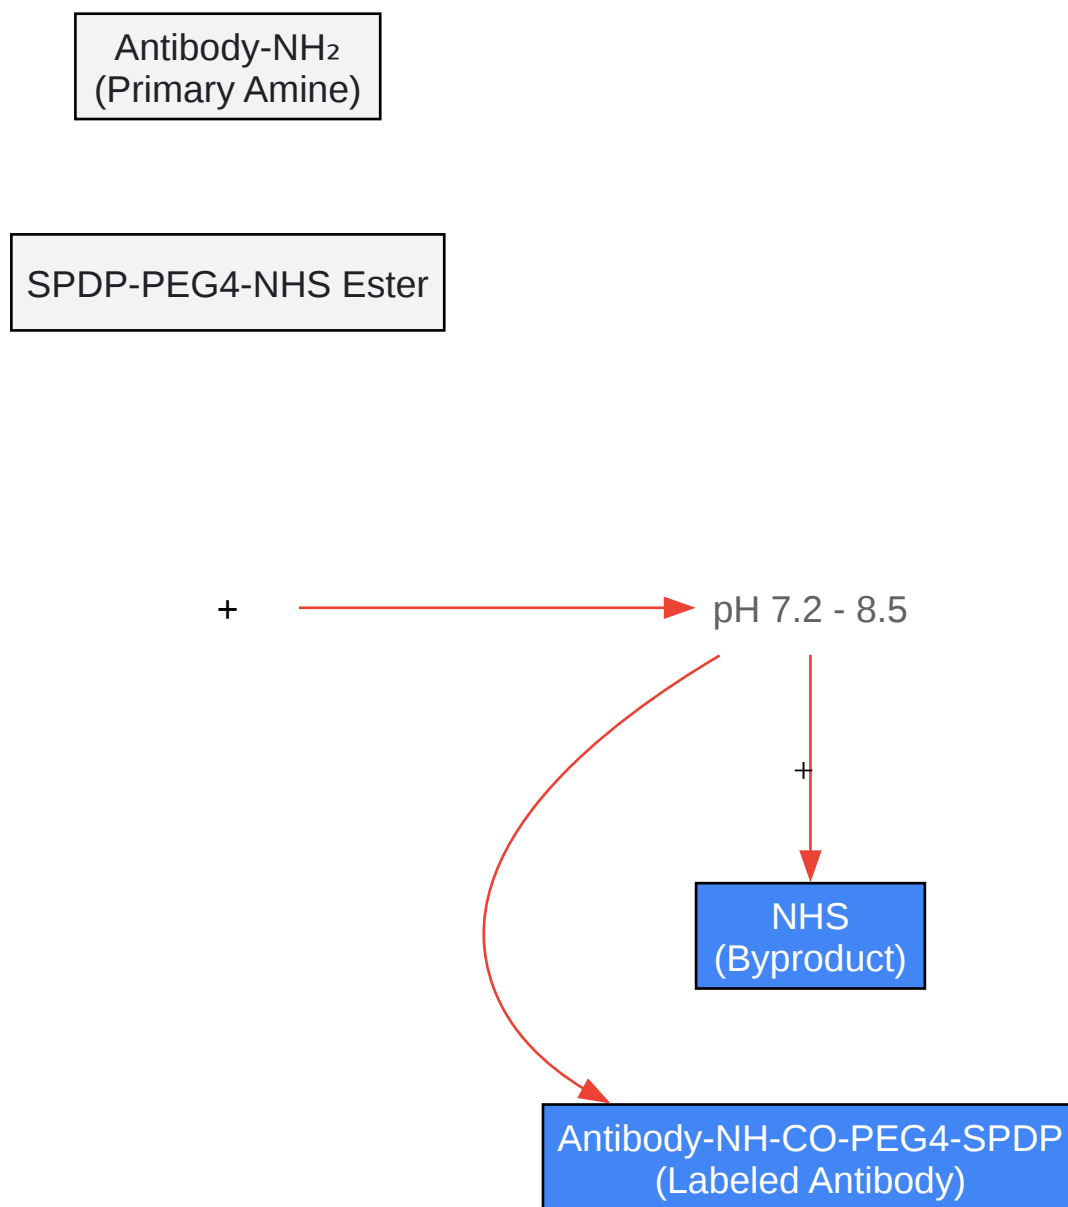 Antibody-NH₂
(Primary Amine)
SPDP-PEG4-NHS Ester
+
pH 7.2 - 8.5
+
NHS
(Byproduct)
Antibody-NH-CO-PEG4-SPDP
(Labeled Antibody)